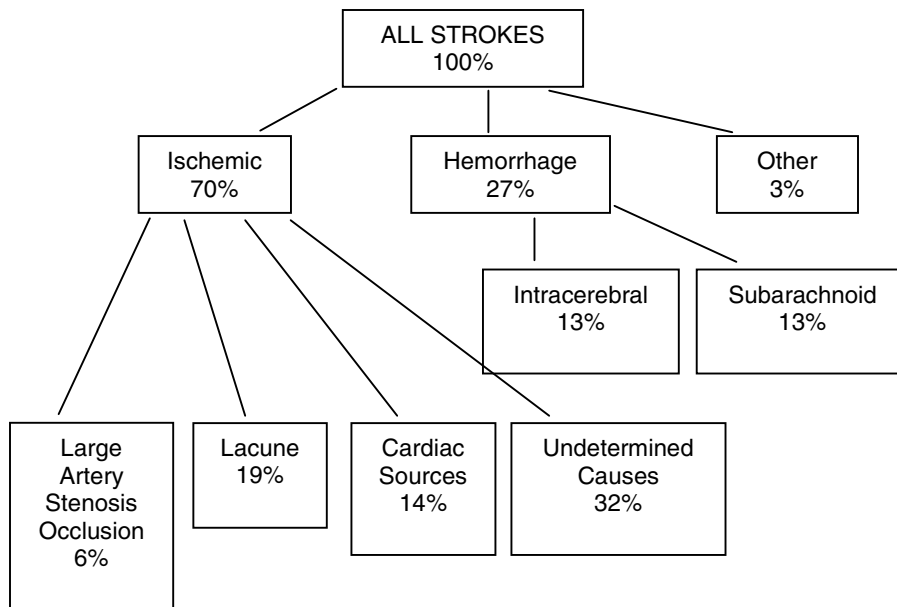 ALL STROKES
100%
Ischemic
70%
Hemorrhage
27%
Other
3%
Intracerebral
13%
Subarachnoid
13%
Large
Artery
Stenosis
Occlusion
6%
Lacune
19%
Cardiac
Sources
14%
Undetermined
Causes
32%